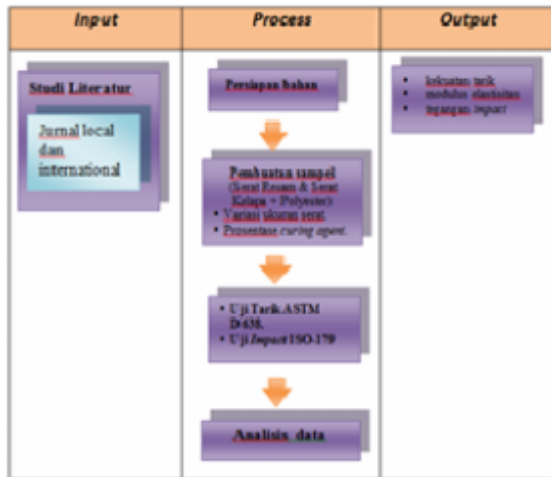 Input
Process
Output
Studi Literatur
Jurnal local
dan
international
Persiapan bahan
Pembuatan sampel
(Serat Resam & Serat
Kelapa + Polyester)
• Variasi ukuran serat.
• Prosentase curing agent.
• Uji Tarik ASTM
D-638.
• Uji Impact ISO-179
Analisis data
• kekuatan tarik
• modulus elastisitas
• tegangan impact